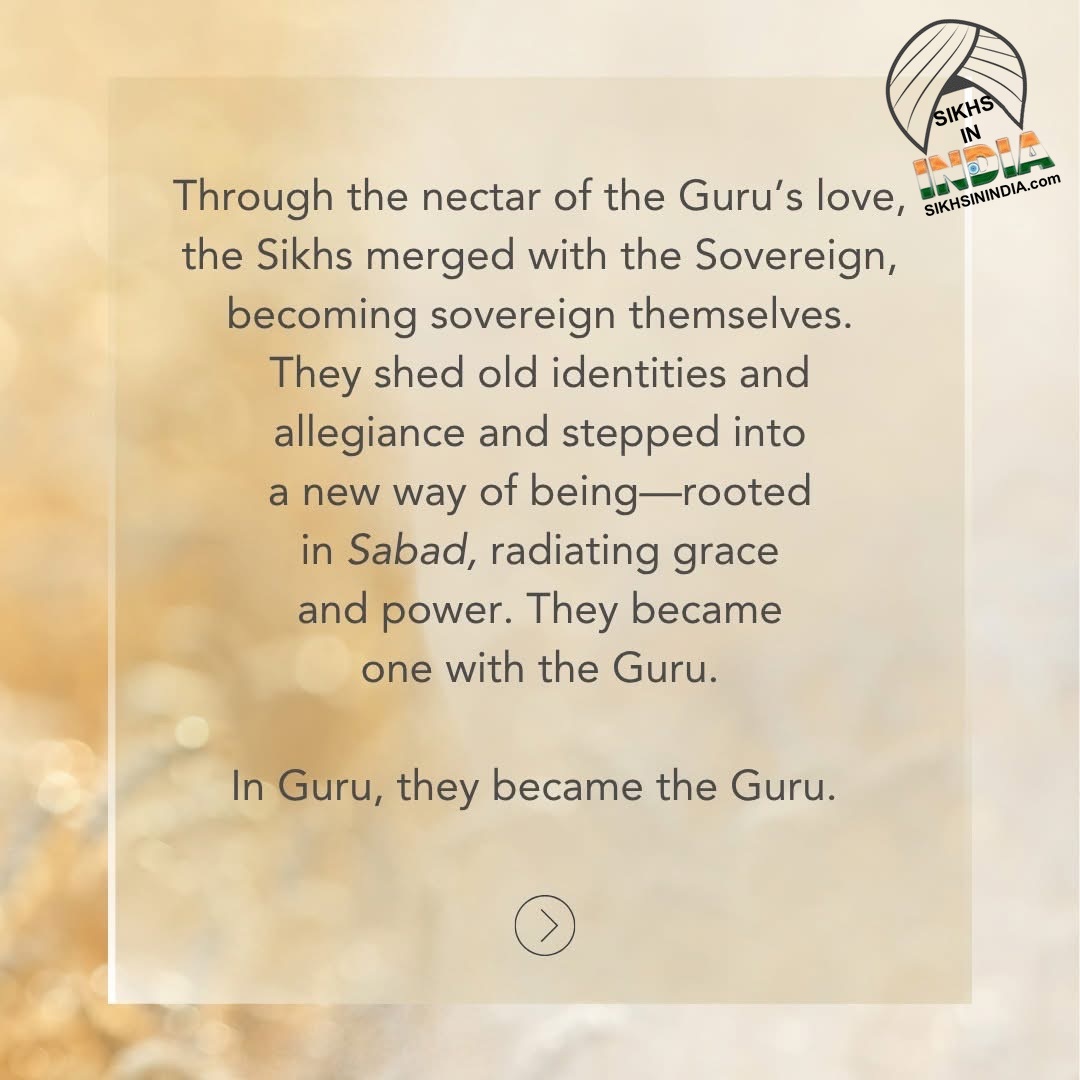 SIKHS
IN
INDIA
SIKHSININDIA.com
Through the nectar of the Guru’s love,
the Sikhs merged with the Sovereign,
becoming sovereign themselves.
They shed old identities and
allegiance and stepped into
a new way of being—rooted
in Sabad, radiating grace
and power. They became
one with the Guru.
In Guru, they became the Guru.